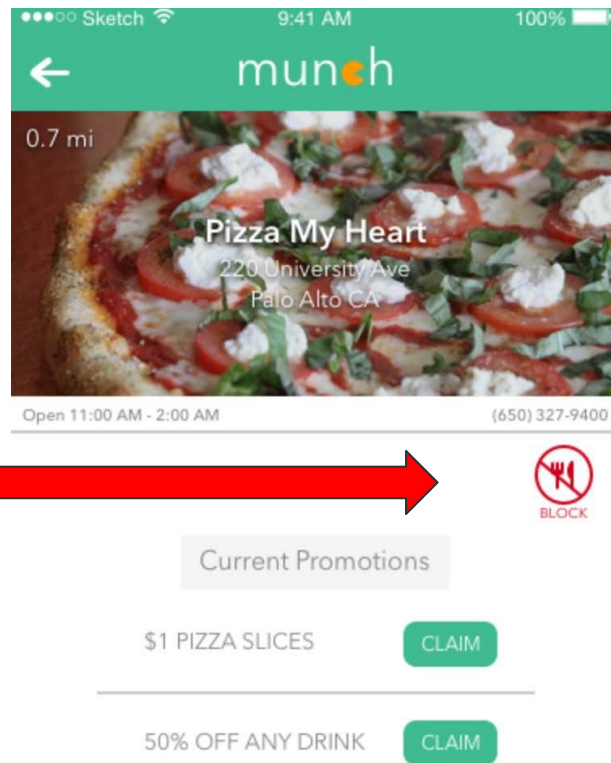 Sketch 9:41 AM 100%
munch
0.7 mi
Pizza My Heart
220 University Ave
Palo Alto CA
Open 11:00 AM - 2:00 AM (650) 327-9400
BLOCK
Current Promotions
$1 PIZZA SLICES CLAIM
50% OFF ANY DRINK CLAIM